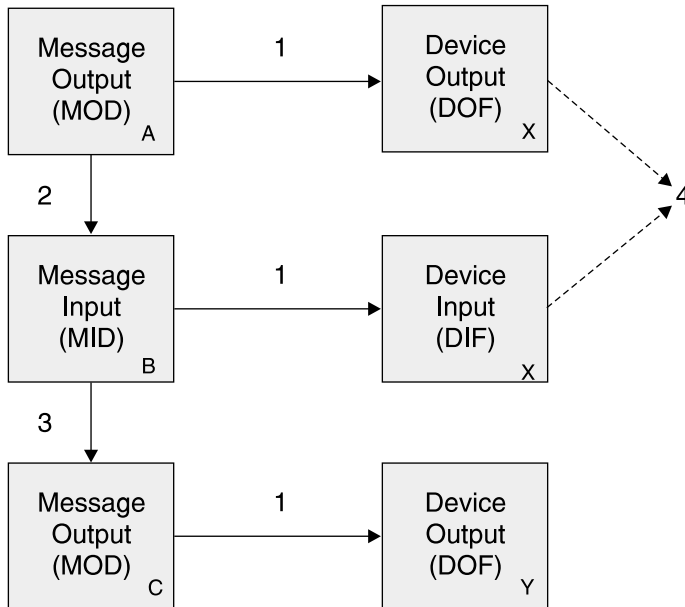 Message
Output
(MOD)
A
1
Device
Output
(DOF)
X
2
4
Message
Input
(MID)
B
1
Device
Input
(DIF)
X
3
Message
Output
(MOD)
C
1
Device
Output
(DOF)
Y